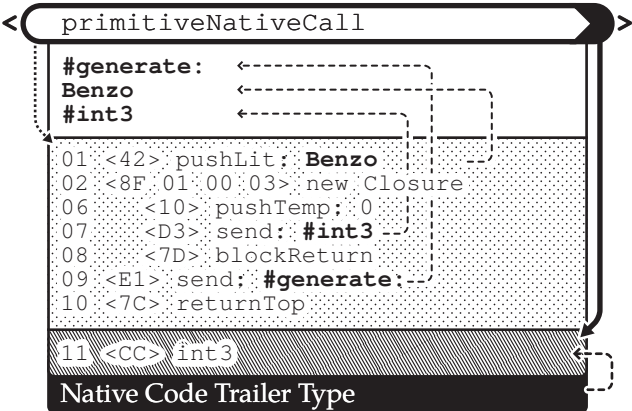 primitiveNativeCall
#generate:
Benzo
#int3
01 <42> pushLit: Benzo
02 <8F 01 00 03> new Closure
06 <10> pushTemp: 0
07 <D3> send: #int3
08 <7D> blockReturn
09 <E1> send: #generate:
10 <7C> returnTop
11 <CC> int3
Native Code Trailer Type